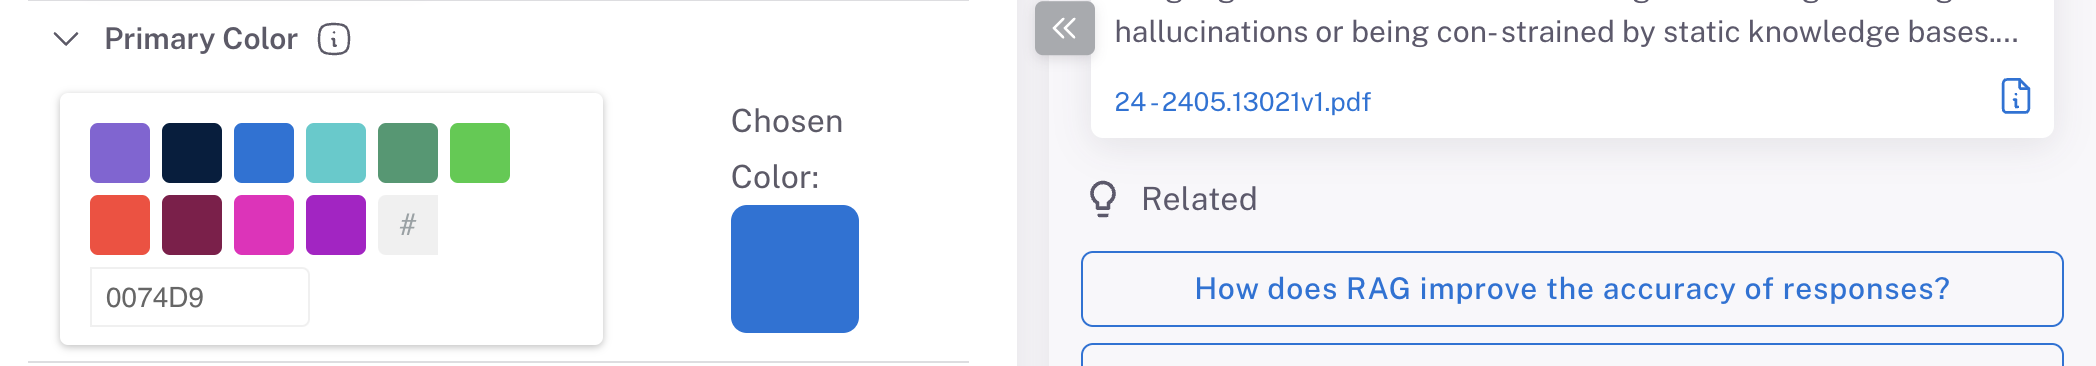 Primary Color
Chosen
Color:
#
0074D9
hallucinations or being con-strained by static knowledge bases....
24-2405.13021v1.pdf
Related
How does RAG improve the accuracy of responses?